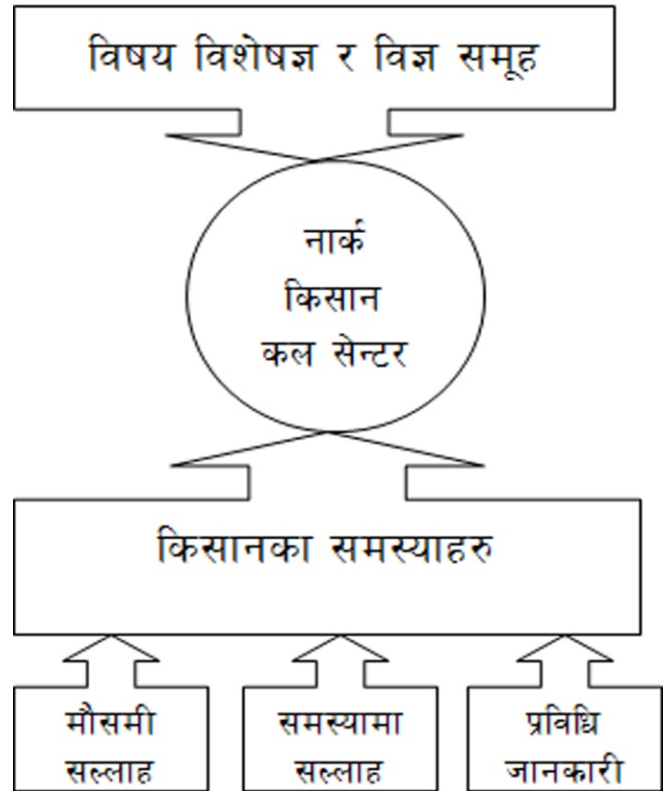 विषय विशेषज्ञ र विज्ञ समूह
नार्क
किसान
कल सेन्टर
किसानका समस्याहरु
मौसमी
सल्लाह
समस्यामा
सल्लाह
प्रविधि
जानकारी